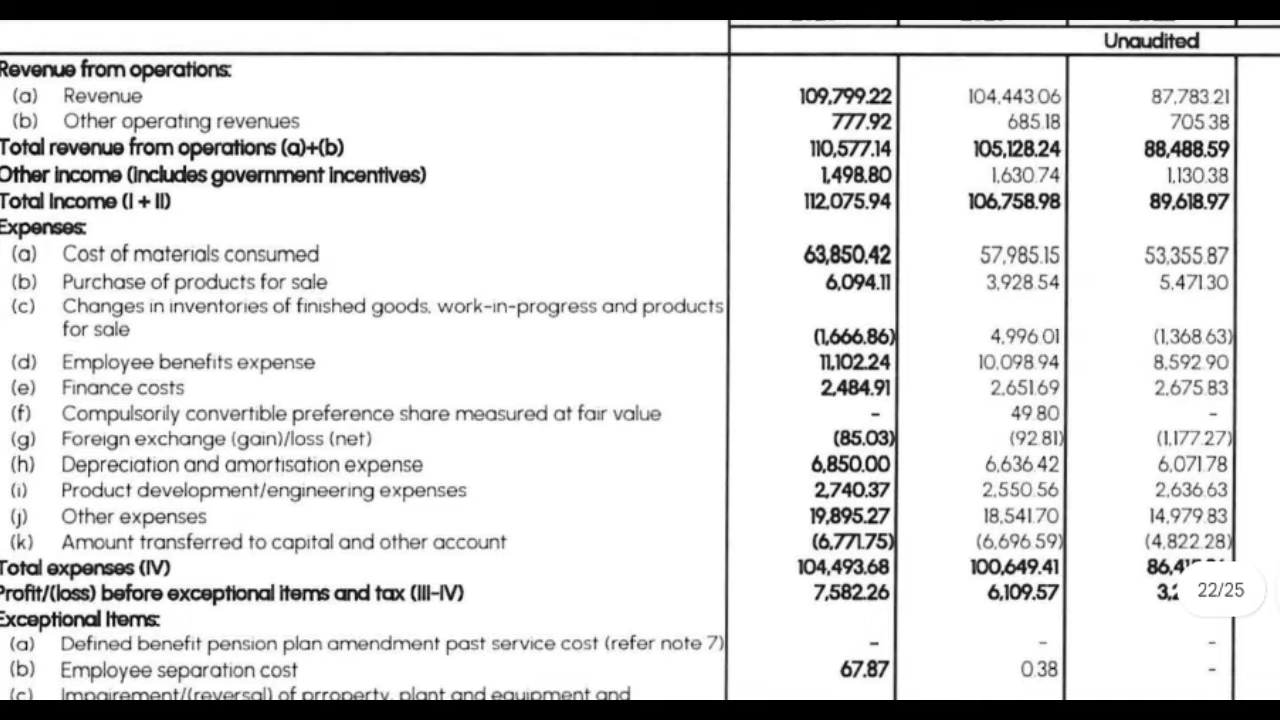 Unaudited
Revenue from operations:
(a) Revenue 109,799.22 104,443.06 87,783.21
(b) Other operating revenues 777.92 685.18 705.38
Total revenue from operations (a)+(b) 110,577.14 105,128.24 88,488.59
Other income (includes government incentives) 1,498.80 1,630.74 1,130.38
Total Income (I + II) 112,075.94 106,758.98 89,618.97
Expenses:
(a) Cost of materials consumed 63,850.42 57,985.15 53,355.87
(b) Purchase of products for sale 6,094.11 3,928.54 5,471.30
(c) Changes in inventories of finished goods, work-in-progress and products
for sale (1,666.86) 4,996.01 (1,368.63)
(d) Employee benefits expense 11,102.24 10,098.94 8,592.90
(e) Finance costs 2,484.91 2,651.69 2,675.83
(f) Compulsorily convertible preference share measured at fair value - 49.80 -
(g) Foreign exchange (gain)/loss (net) (85.03) (92.81) (1,177.27)
(h) Depreciation and amortisation expense 6,850.00 6,636.42 6,071.78
(i) Product development/engineering expenses 2,740.37 2,550.56 2,636.63
(j) Other expenses 19,895.27 18,541.70 14,979.83
(k) Amount transferred to capital and other account (6,771.75) (6,696.59) (4,822.28)
Total expenses (IV) 104,493.68 100,649.41
Profit/(loss) before exceptional items and tax (III-IV) 7,582.26 6,109.57
22/25
Exceptional Items:
(a) Defined benefit pension plan amendment past service cost (refer note 7) - - -
(b) Employee separation cost 67.87 0.38 -
(c) Impairment/(reversal) of prroperty, plant and equipment and